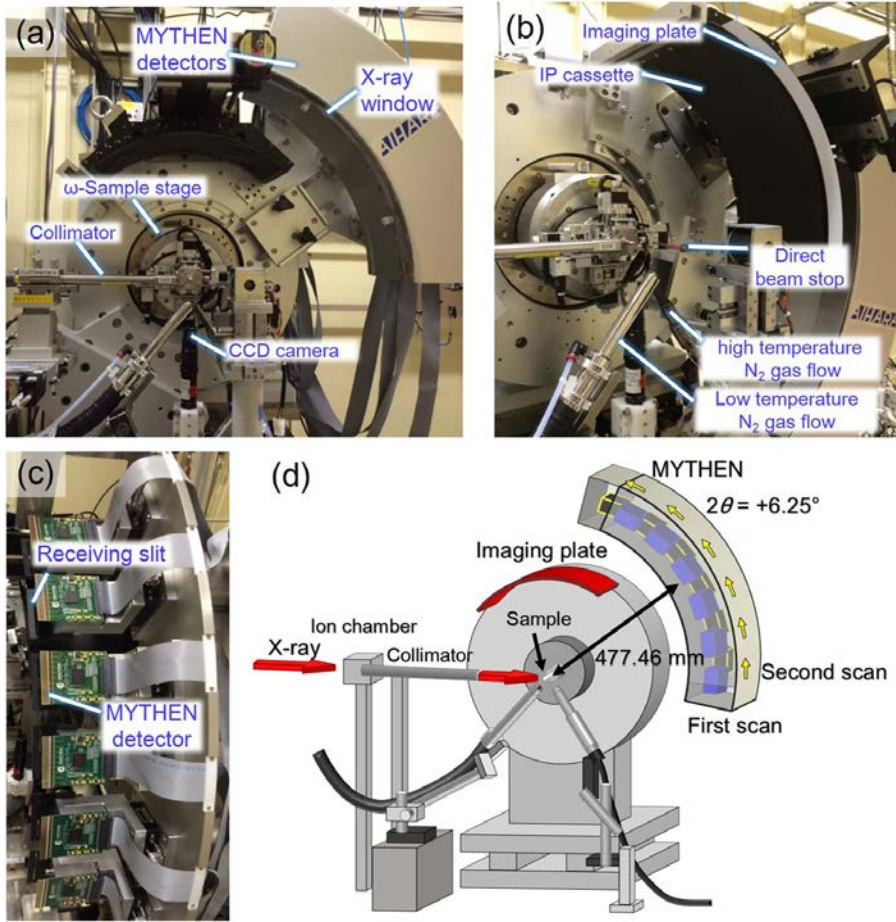 (a)
MYTHEN
detectors
X-ray
window
ω-Sample stage
Collimator
CCD camera
AIHARA
(b)
Imaging plate
IP cassette
Direct
beam stop
high temperature
N₂ gas flow
Low temperature
N₂ gas flow
(c)
Receiving slit
MYTHEN
detector
(d)
MYTHEN
2θ = +6.25°
Imaging plate
Sample
Ion chamber
X-ray
Collimator
477.46 mm
Second scan
First scan